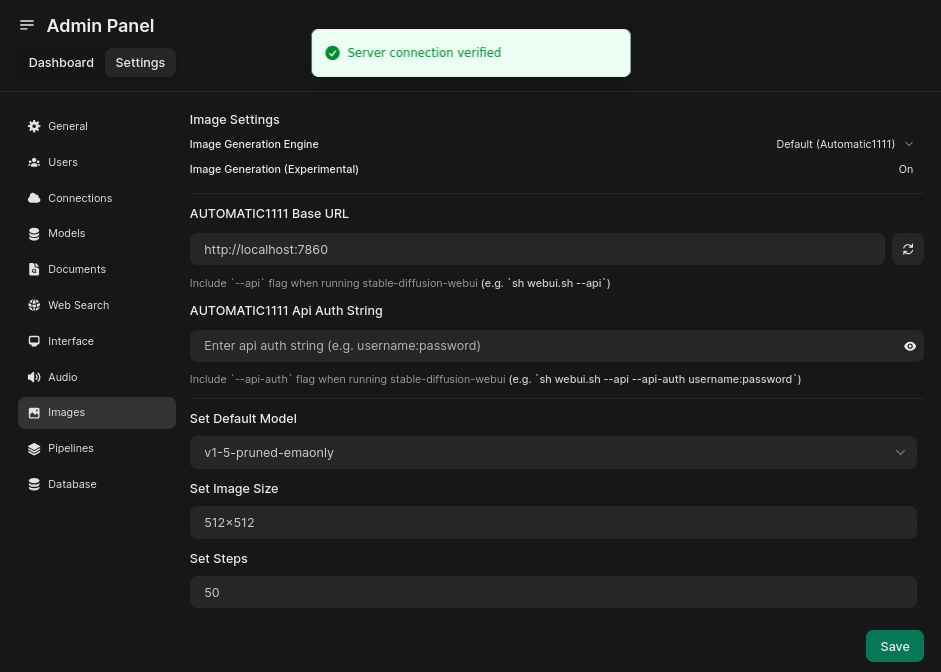 Admin Panel
Server connection verified
Dashboard Settings
General
Users
Connections
Models
Documents
Web Search
Interface
Audio
Images
Pipelines
Database
Image Settings
Image Generation Engine Default (Automatic1111)
Image Generation (Experimental) On
AUTOMATIC1111 Base URL
http://localhost:7860
Include `--api` flag when running stable-diffusion-webui (e.g. `sh webui.sh --api`)
AUTOMATIC1111 Api Auth String
Enter api auth string (e.g. username:password)
Include `--api-auth` flag when running stable-diffusion-webui (e.g. `sh webui.sh --api --api-auth username:password`)
Set Default Model
v1-5-pruned-emaonly
Set Image Size
512×512
Set Steps
50
Save